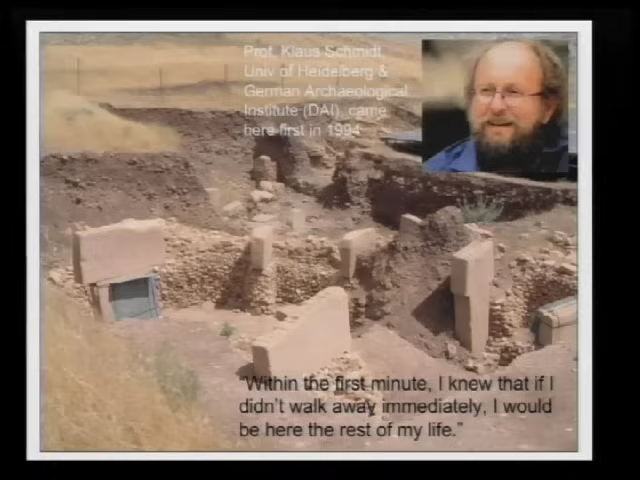 Prof. Klaus Schmidt,
Univ of Heidelberg &
German Archaeological
Institute (DAI), came
here first in 1994
"Within the first minute, I knew that if I
didn't walk away immediately, I would
be here the rest of my life."